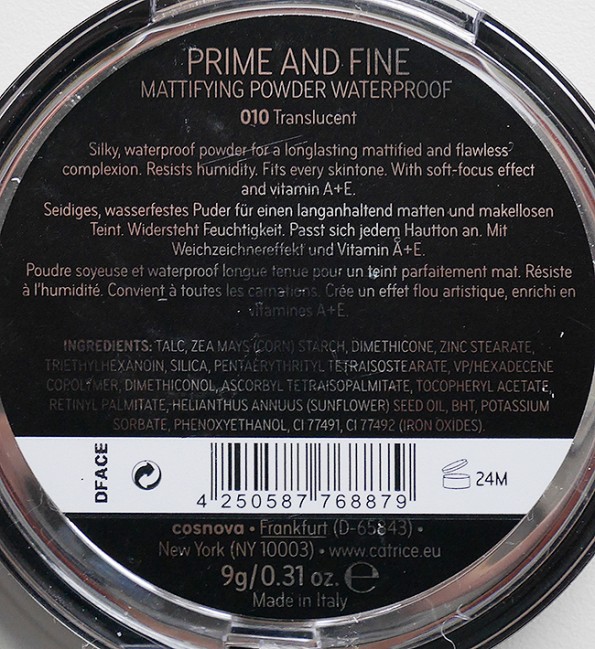 PRIME AND FINE
MATTIFYING POWDER WATERPROOF
010 Translucent
Silky, waterproof powder for a longlasting mattified and flawless
complexion. Resists humidity. Fits every skintone. With soft-focus effect
and vitamin A+E.
Seidiges, wasserfestes Puder für einen langanhaltend matten und makellosen
Teint. Widersteht Feuchtigkeit. Passt sich jedem Hautton an. Mit
Weichzeichnereffekt und Vitamin A+E.
Poudre soyeuse et waterproof longue tenue pour un teint parfaitement mat. Résiste
à l'humidité. Convient à toutes les carnations. Crée un effet flou artistique, enrichi en
vitamines A+E.
INGREDIENTS: TALC, ZEA MAYS (CORN) STARCH, DIMETHICONE, ZINC STEARATE,
TRIETHYLHEXANOIN, SILICA, PENTAERYTHRITYL TETRAISOSTEARATE, VP/HEXADECENE
COPOLYMER, DIMETHICONOL, ASCORBYL TETRAISOPALMITATE, TOCOPHERYL ACETATE,
RETINYL PALMITATE, HELIANTHUS ANNUUS (SUNFLOWER) SEED OIL, BHT, POTASSIUM
SORBATE, PHENOXYETHANOL, CI 77491, CI 77492 (IRON OXIDES).
DFACE
4 250587 768879
24M
cosnova • Frankfurt (D-65843) •
New York (NY 10003) • www.catrice.eu
9g/0.31 oz. ℮
Made in Italy